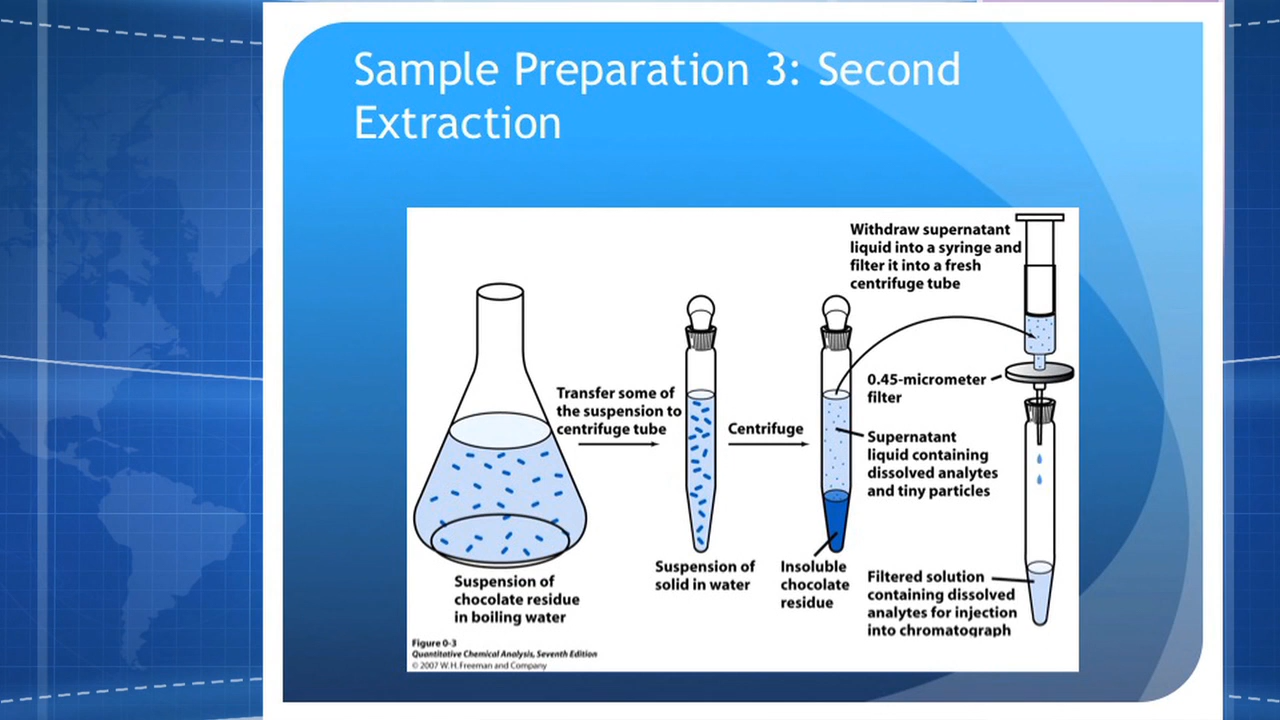 Sample Preparation 3: Second
Extraction
Withdraw supernatant
liquid into a syringe and
filter it into a fresh
centrifuge tube
Transfer some of
the suspension to
centrifuge tube
Centrifuge
0.45-micrometer
filter
Supernatant
liquid containing
dissolved analytes
and tiny particles
Suspension of
chocolate residue
in boiling water
Suspension of
solid in water
Insoluble
chocolate
residue
Filtered solution
containing dissolved
analytes for injection
into chromatograph
Figure 0-3
Quantitative Chemical Analysis, Seventh Edition
© 2007 W. H. Freeman and Company